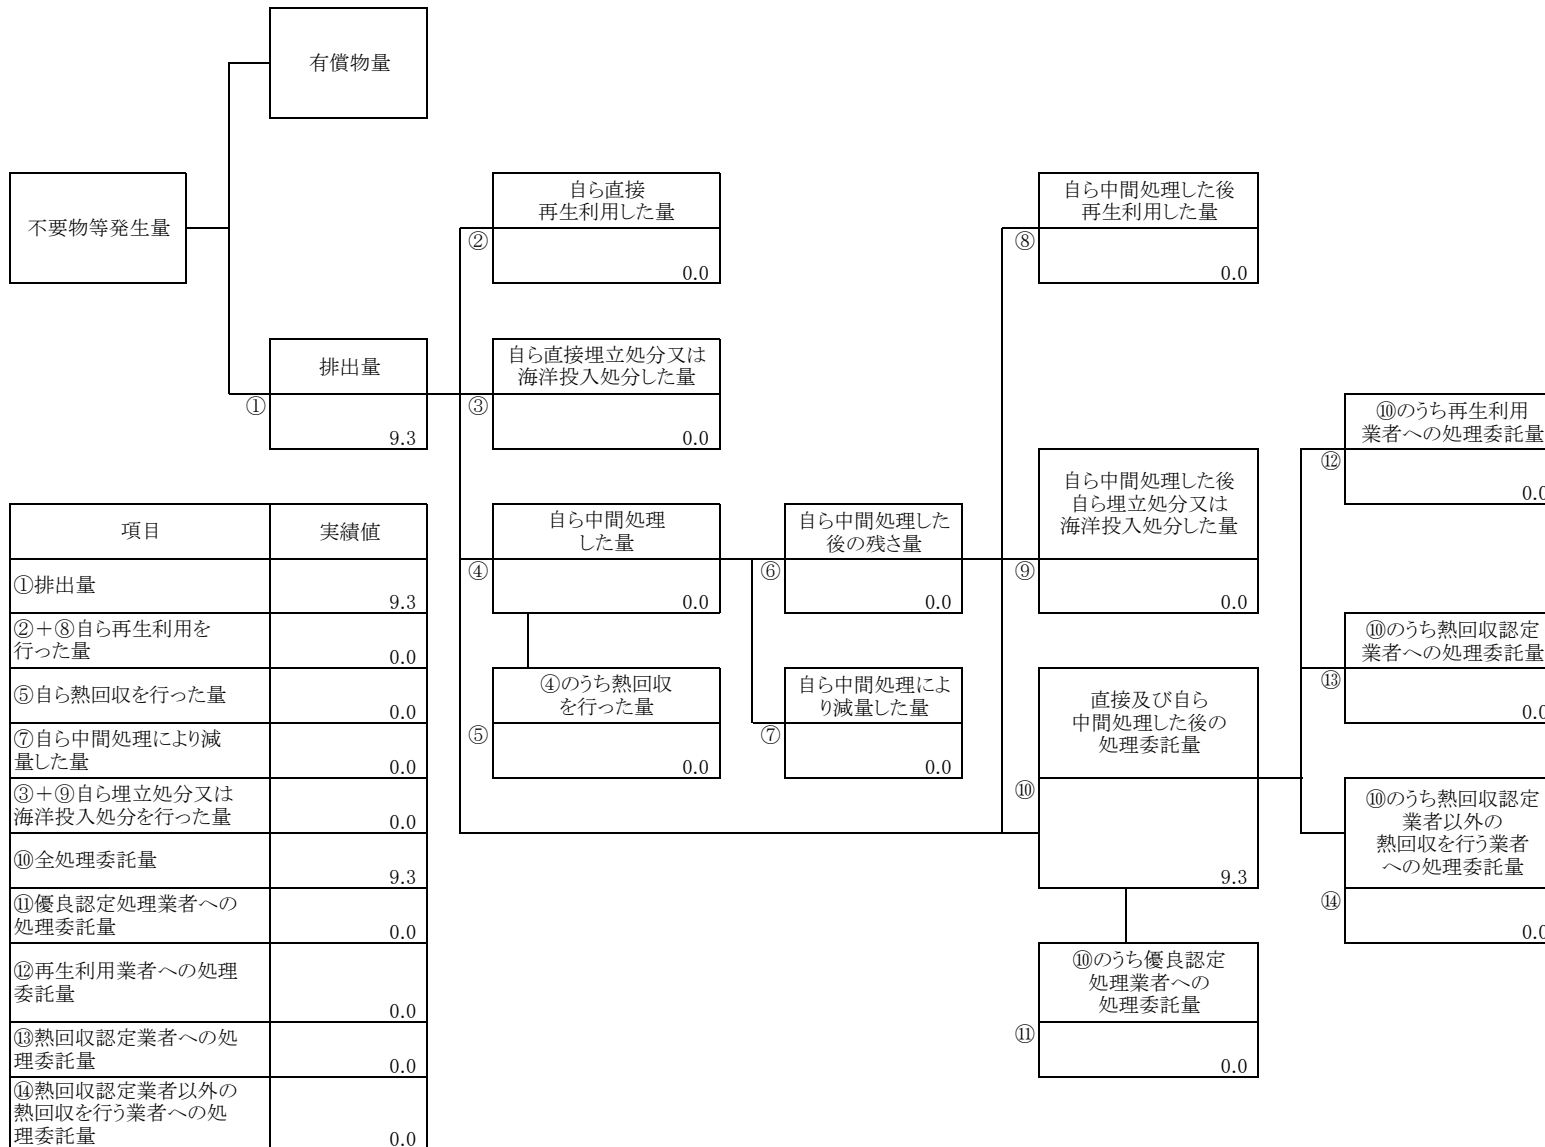 有償物量
不要物等発生量
自ら直接
再生利用した量
②
0.0
自ら中間処理した後
再生利用した量
⑧
0.0
排出量
①
9.3
自ら直接埋立処分又は
海洋投入処分した量
③
0.0
⑩のうち再生利用
業者への処理委託量
⑫
0.0
自ら中間処理
した量
④
0.0
自ら中間処理した
後の残さ量
⑥
0.0
自ら中間処理した後
自ら埋立処分又は
海洋投入処分した量
⑨
0.0
④のうち熱回収
を行った量
⑤
0.0
自ら中間処理によ
り減量した量
⑦
0.0
直接及び自ら
中間処理した後の
処理委託量
⑩
9.3
⑩のうち熱回収認定
業者への処理委託量
⑬
0.0
⑩のうち熱回収認定
業者以外の
熱回収を行う業者
への処理委託量
⑭
0.0
⑩のうち優良認定
処理業者への
処理委託量
⑪
0.0
項目 実績値
①排出量
9.3
②＋⑧自ら再生利用を
行った量
0.0
⑤自ら熱回収を行った量
0.0
⑦自ら中間処理により減
量した量
0.0
③＋⑨自ら埋立処分又は
海洋投入処分を行った量
0.0
⑩全処理委託量
9.3
⑪優良認定処理業者への
処理委託量
0.0
⑫再生利用業者への処理
委託量
0.0
⑬熱回収認定業者への処
理委託量
0.0
⑭熱回収認定業者以外の
熱回収を行う業者への処
理委託量
0.0